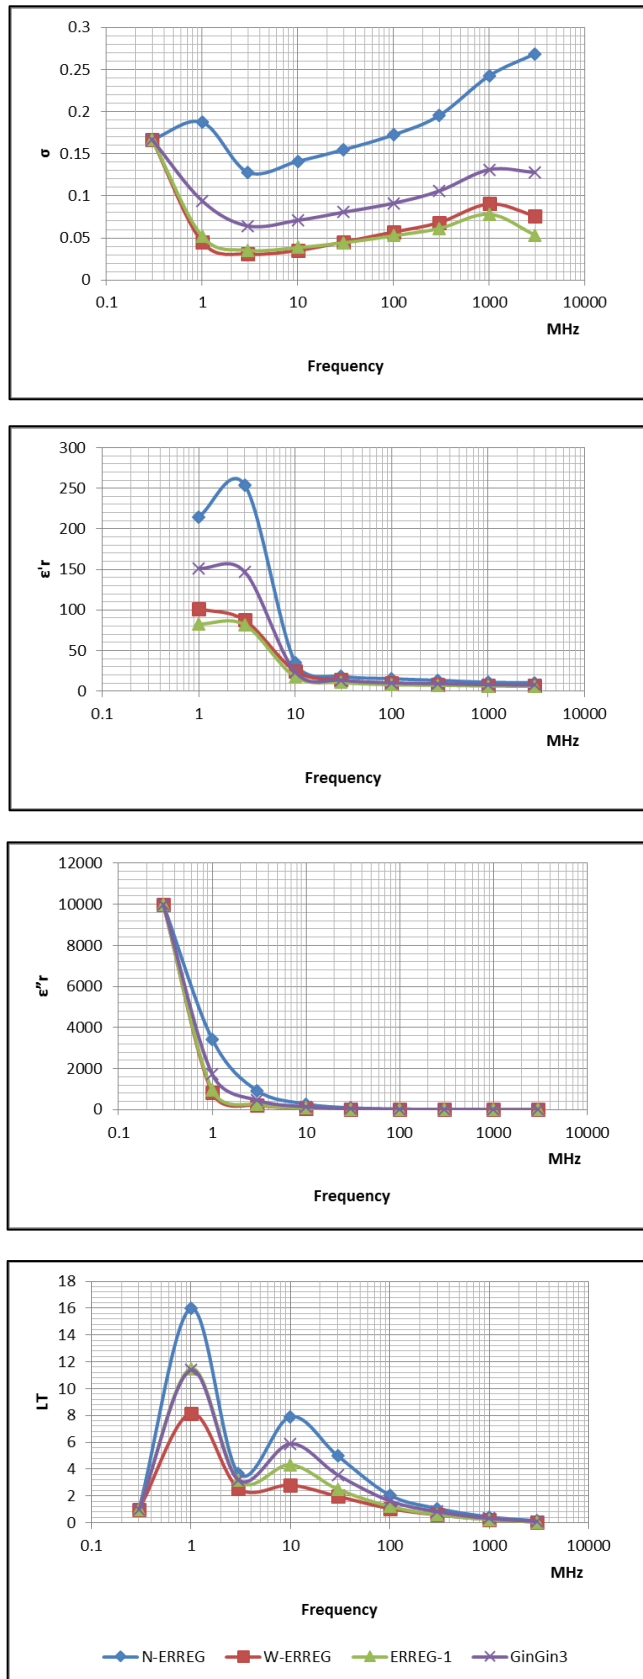 0.3
0.25
0.2
0.15
0.1
0.05
0
σ
0.1 1 10 100 1000 10000
MHz
Frequency
300
250
200
150
100
50
0
ε'r
0.1 1 10 100 1000 10000
MHz
Frequency
12000
10000
8000
6000
4000
2000
0
ε″r
0.1 1 10 100 1000 10000
MHz
Frequency
18
16
14
12
10
8
6
4
2
0
LT
0.1 1 10 100 1000 10000
MHz
Frequency
N-ERREG W-ERREG ERREG-1 GinGin3